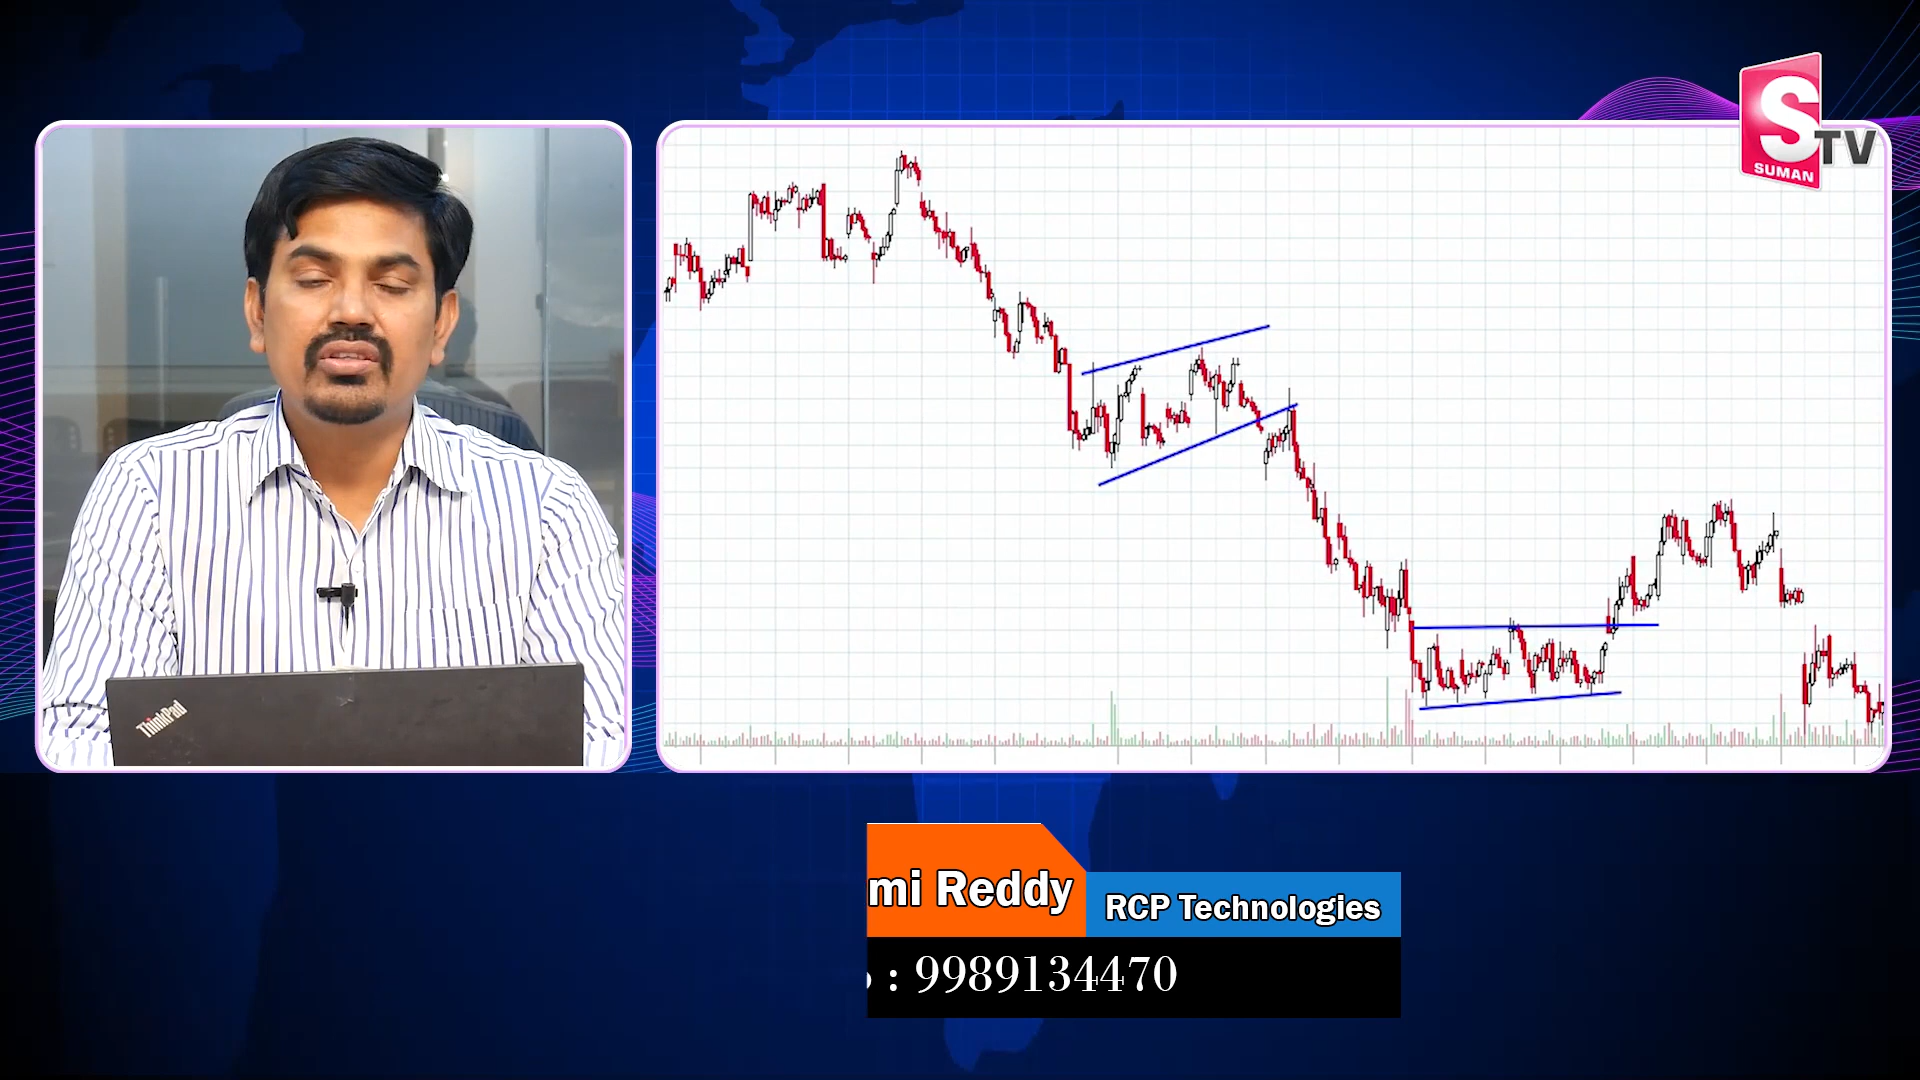 S
TV
SUMAN
ThinkPad
mi Reddy
RCP Technologies
: 9989134470